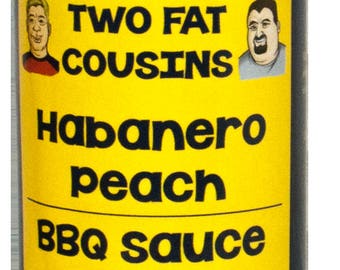 TWO FAT
COUSINS
Habanero
peach
BBQ sauce